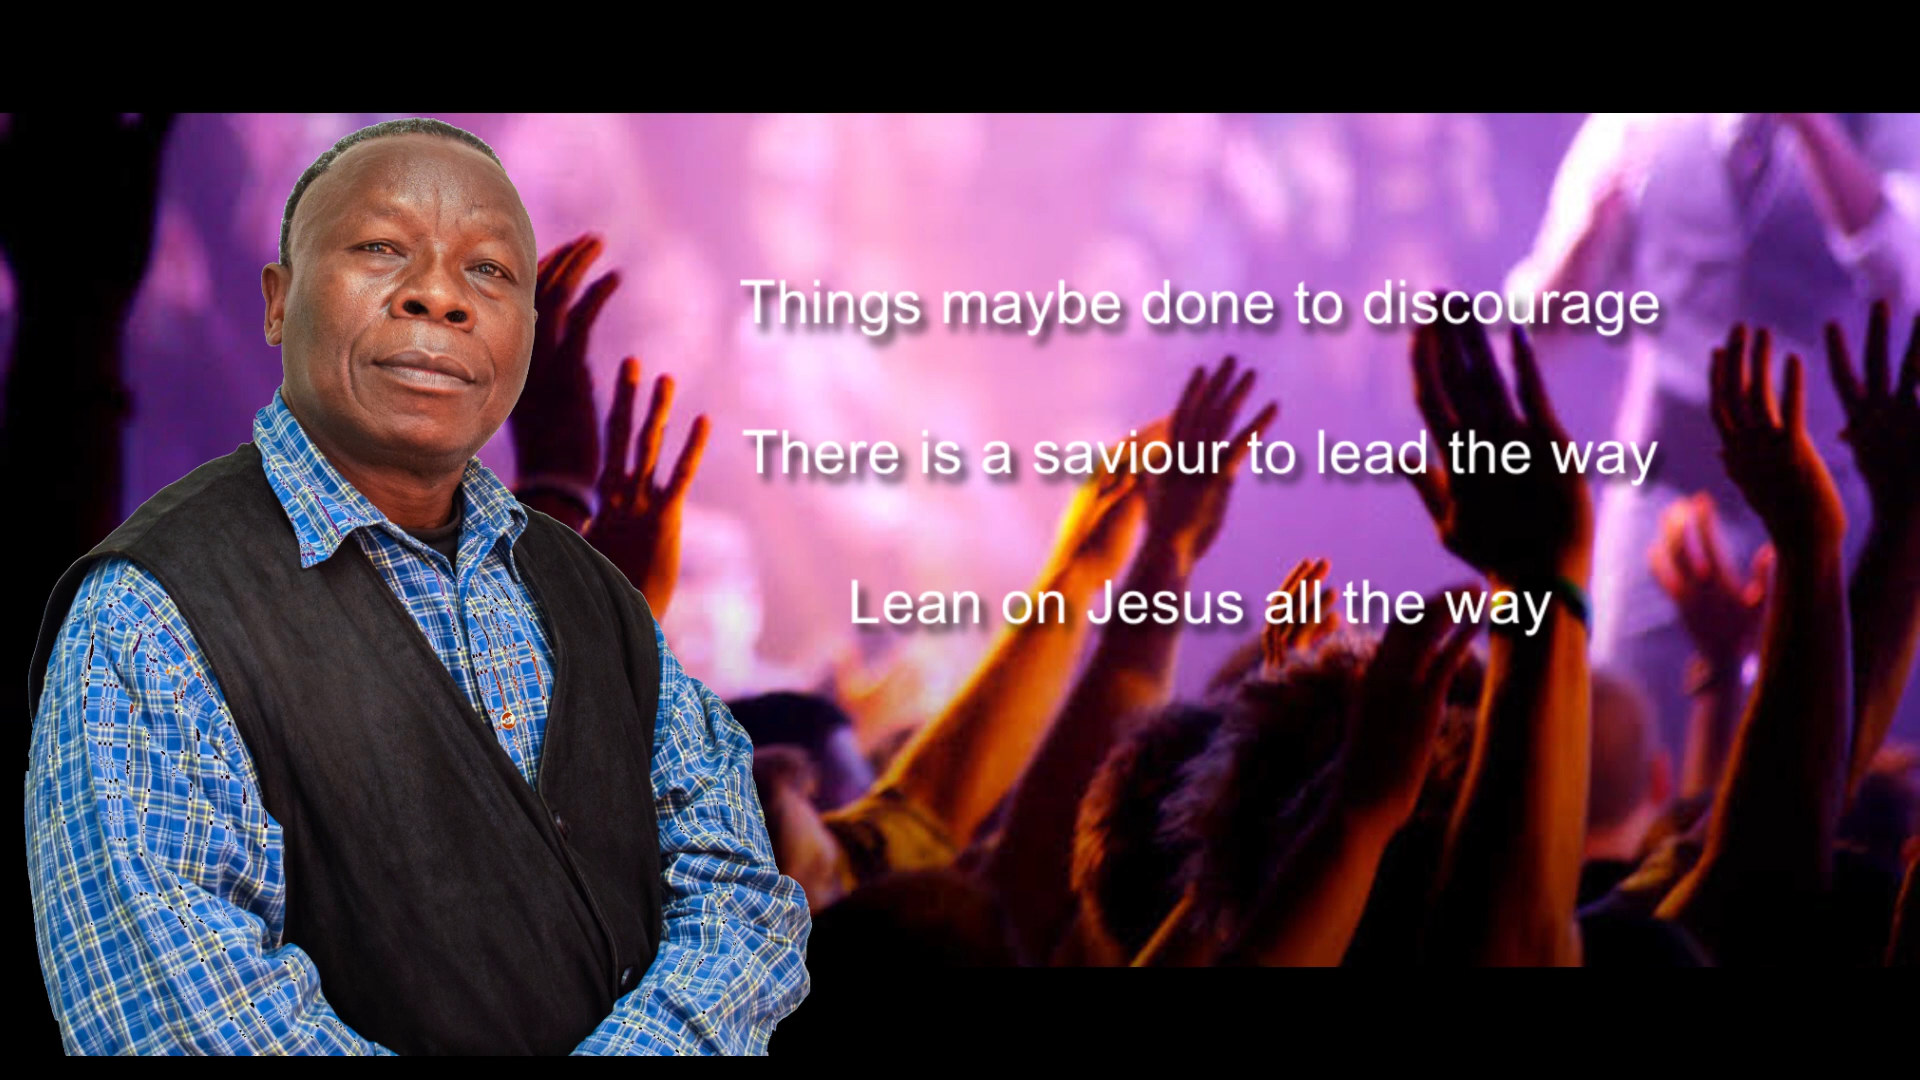 Things maybe done to discourage
There is a saviour to lead the way
Lean on Jesus all the way